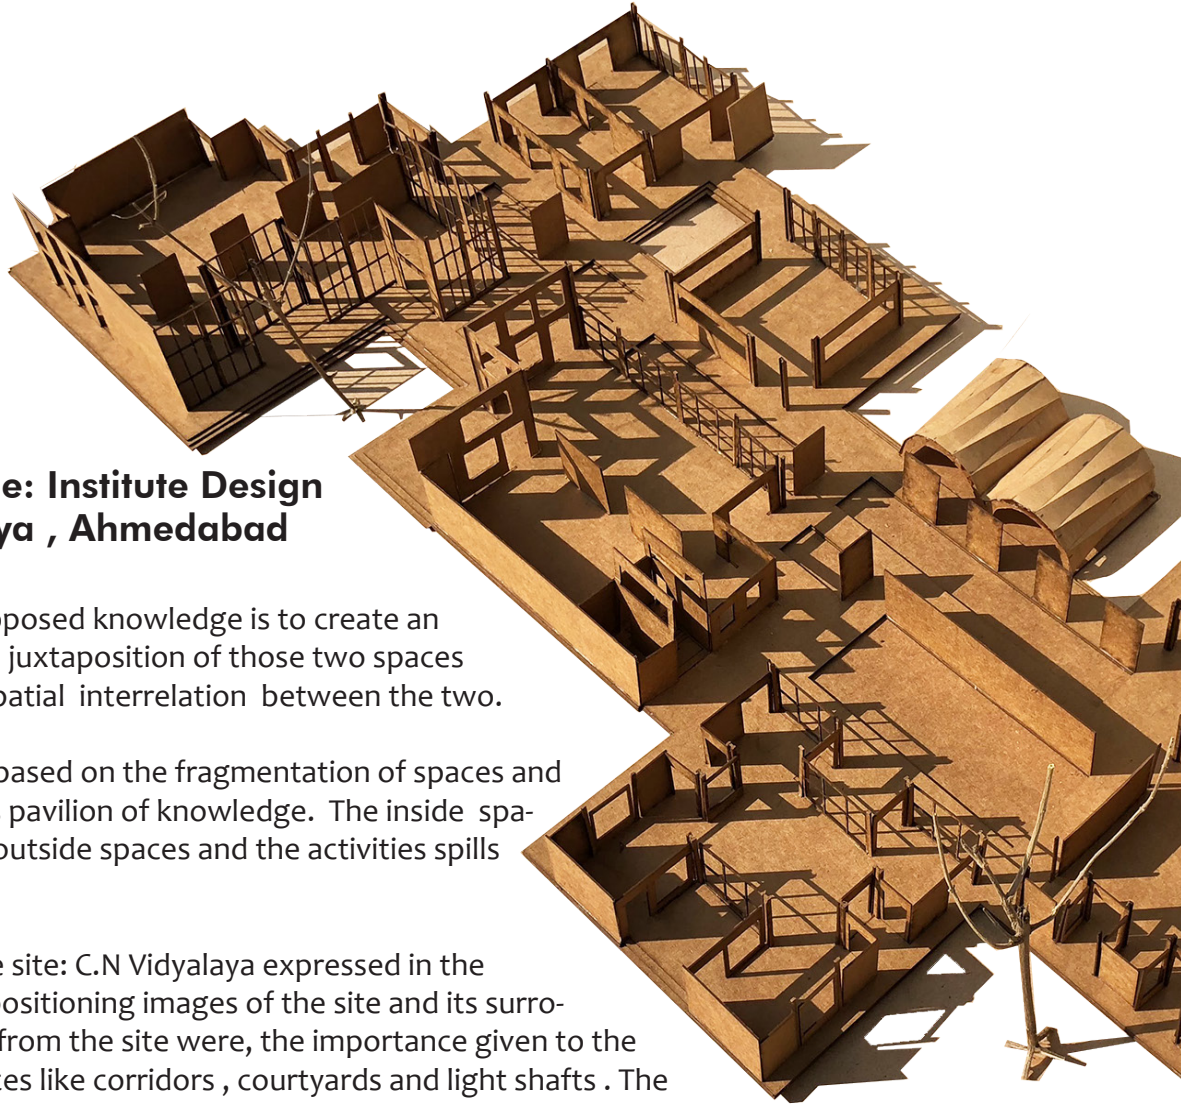 e: Institute Design
ya , Ahmedabad
posed knowledge is to create an
juxtaposition of those two spaces
patial interrelation between the two.
based on the fragmentation of spaces and
pavilion of knowledge. The inside spa-
outside spaces and the activities spills
e site: C.N Vidyalaya expressed in the
positioning images of the site and its surro-
from the site were, the importance given to the
es like corridors , courtyards and light shafts . The